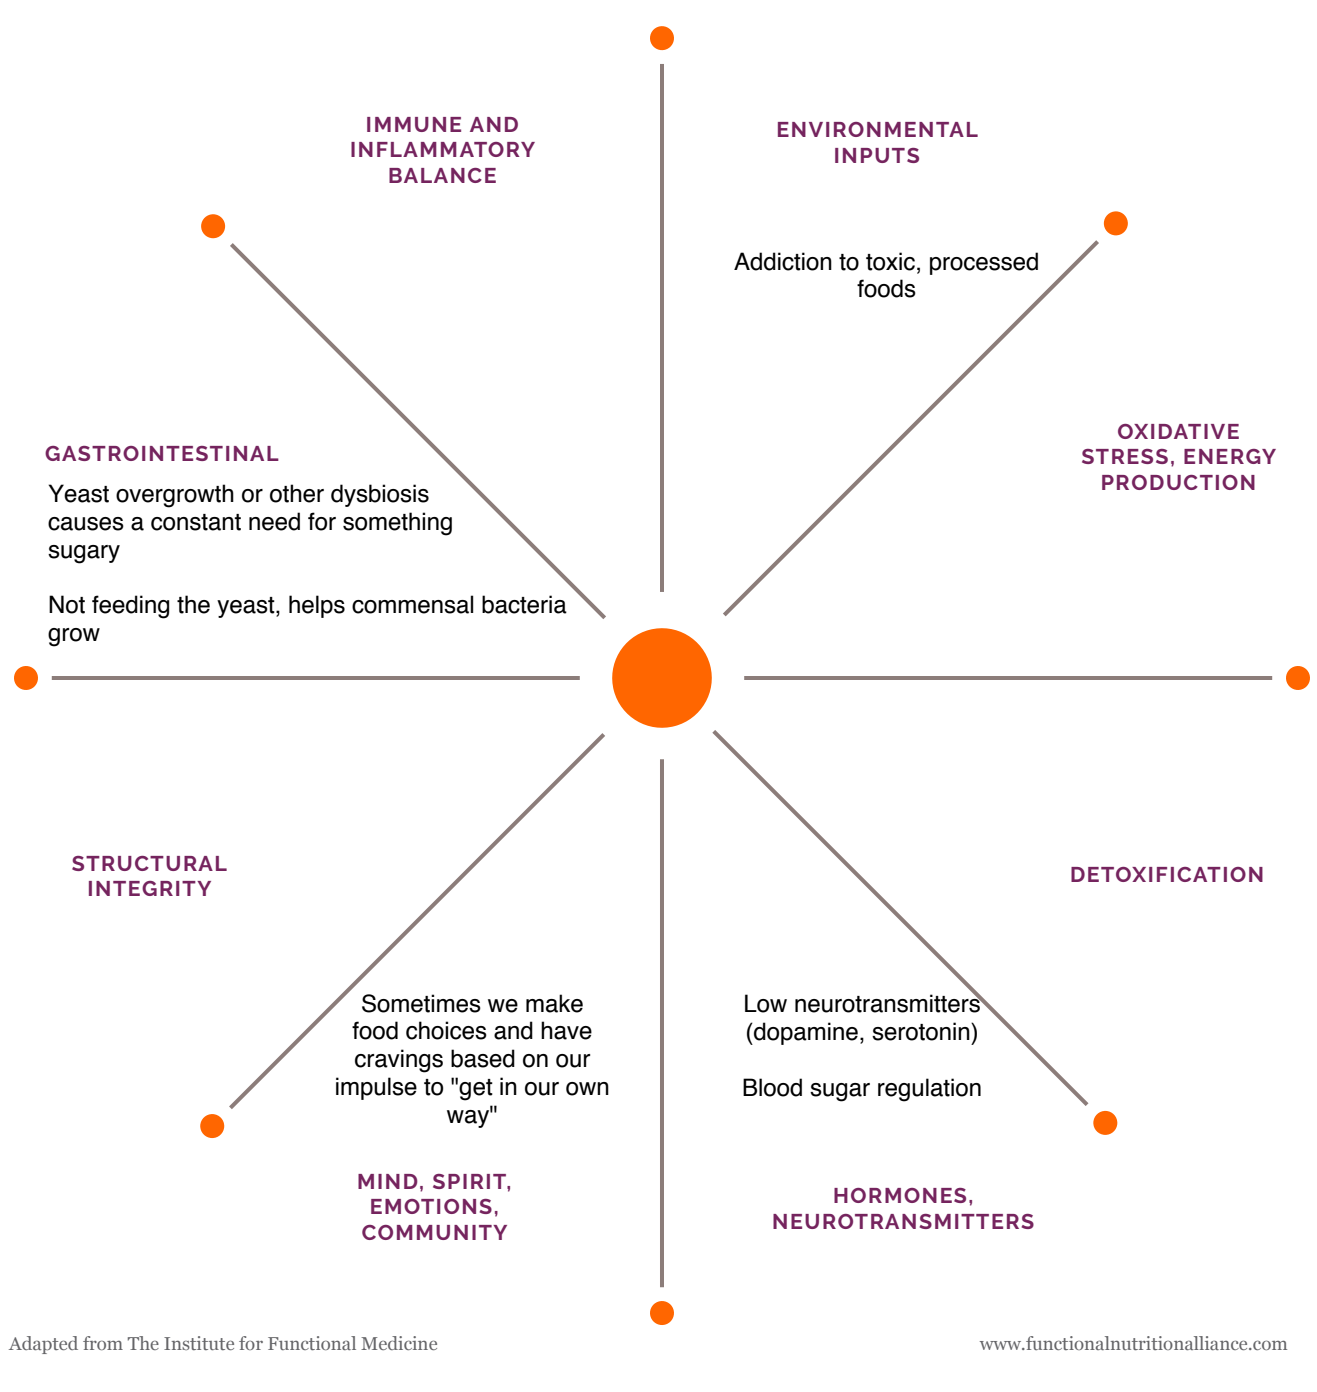 IMMUNE AND
INFLAMMATORY
BALANCE
ENVIRONMENTAL
INPUTS
Addiction to toxic, processed
foods
OXIDATIVE
STRESS, ENERGY
PRODUCTION
GASTROINTESTINAL
Yeast overgrowth or other dysbiosis
causes a constant need for something
sugary
Not feeding the yeast, helps commensal bacteria
grow
STRUCTURAL
INTEGRITY
DETOXIFICATION
Sometimes we make
food choices and have
cravings based on our
impulse to "get in our own
way"
MIND, SPIRIT,
EMOTIONS,
COMMUNITY
Low neurotransmitters
(dopamine, serotonin)
Blood sugar regulation
HORMONES,
NEUROTRANSMITTERS
Adapted from The Institute for Functional Medicine
www.functionalnutritionalliance.com